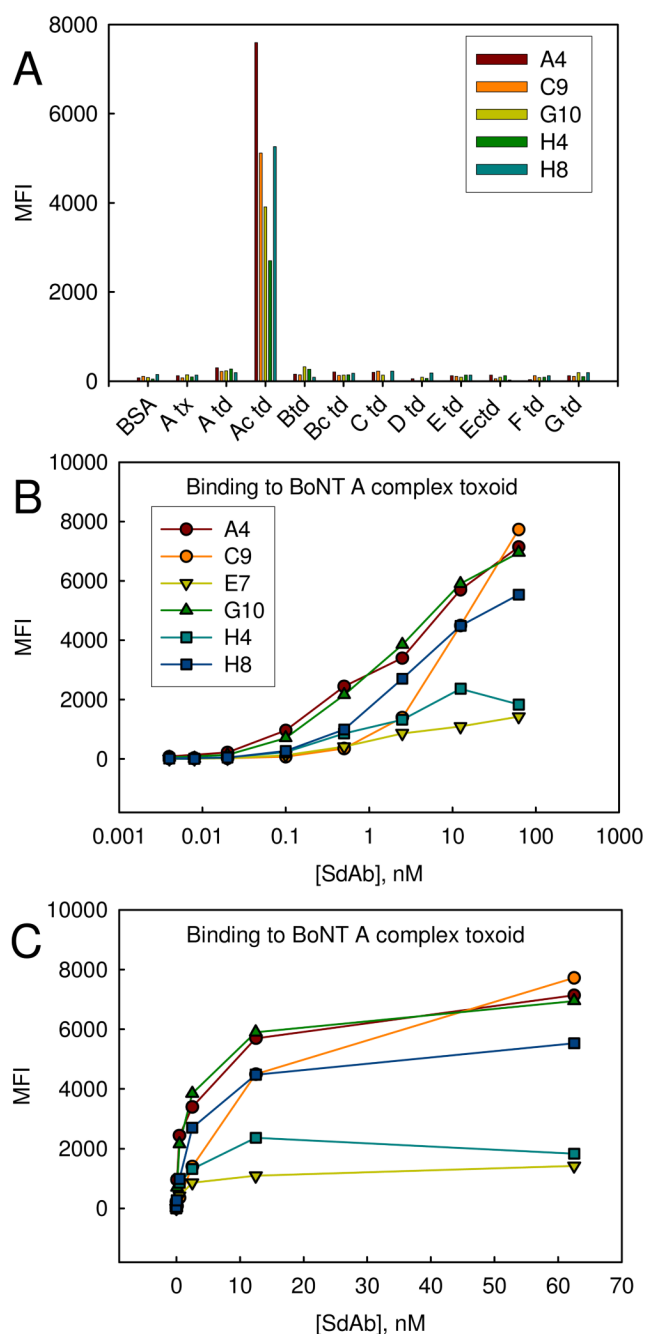 A
8000
6000
4000
2000
0
MFI
A4
C9
G10
H4
H8
BSA
A tx
A td
Ac td
Btd
Bc td
C td
D td
E td
Ectd
F td
G td
B
10000
8000
6000
4000
2000
0
MFI
Binding to BoNT A complex toxoid
A4
C9
E7
G10
H4
H8
0.001 0.01 0.1 1 10 100 1000
[SdAb], nM
C
10000
8000
6000
4000
2000
0
MFI
Binding to BoNT A complex toxoid
0 10 20 30 40 50 60 70
[SdAb], nM